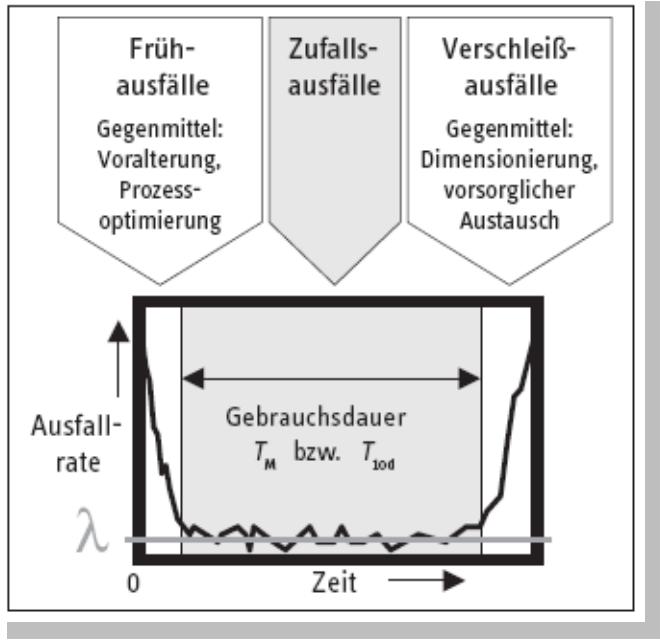 Früh-
ausfälle
Gegenmittel:
Voralterung,
Prozess-
optimierung
Zufalls-
ausfälle
Verschleiß-
ausfälle
Gegenmittel:
Dimensionierung,
vorsorglicher
Austausch
Ausfall-
rate
Gebrauchsdauer
T_M bzw. T_10d
λ
0
Zeit